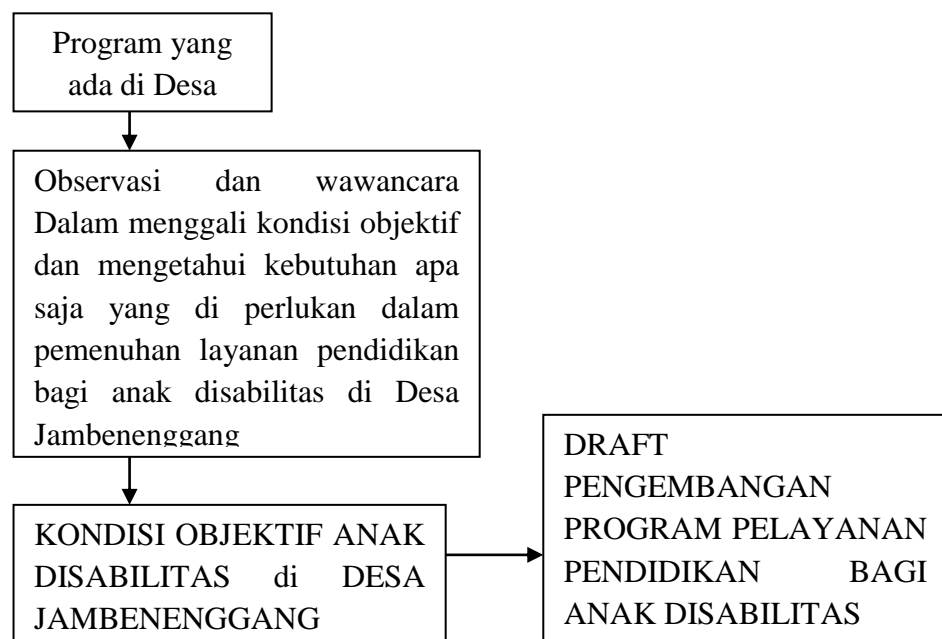 Program yang
ada di Desa
Observasi dan wawancara
Dalam menggali kondisi objektif
dan mengetahui kebutuhan apa
saja yang di perlukan dalam
pemenuhan layanan pendidikan
bagi anak disabilitas di Desa
Jambenenggang
KONDISI OBJEKTIF ANAK
DISABILITAS di DESA
JAMBENENGGANG
DRAFT
PENGEMBANGAN
PROGRAM PELAYANAN
PENDIDIKAN BAGI
ANAK DISABILITAS